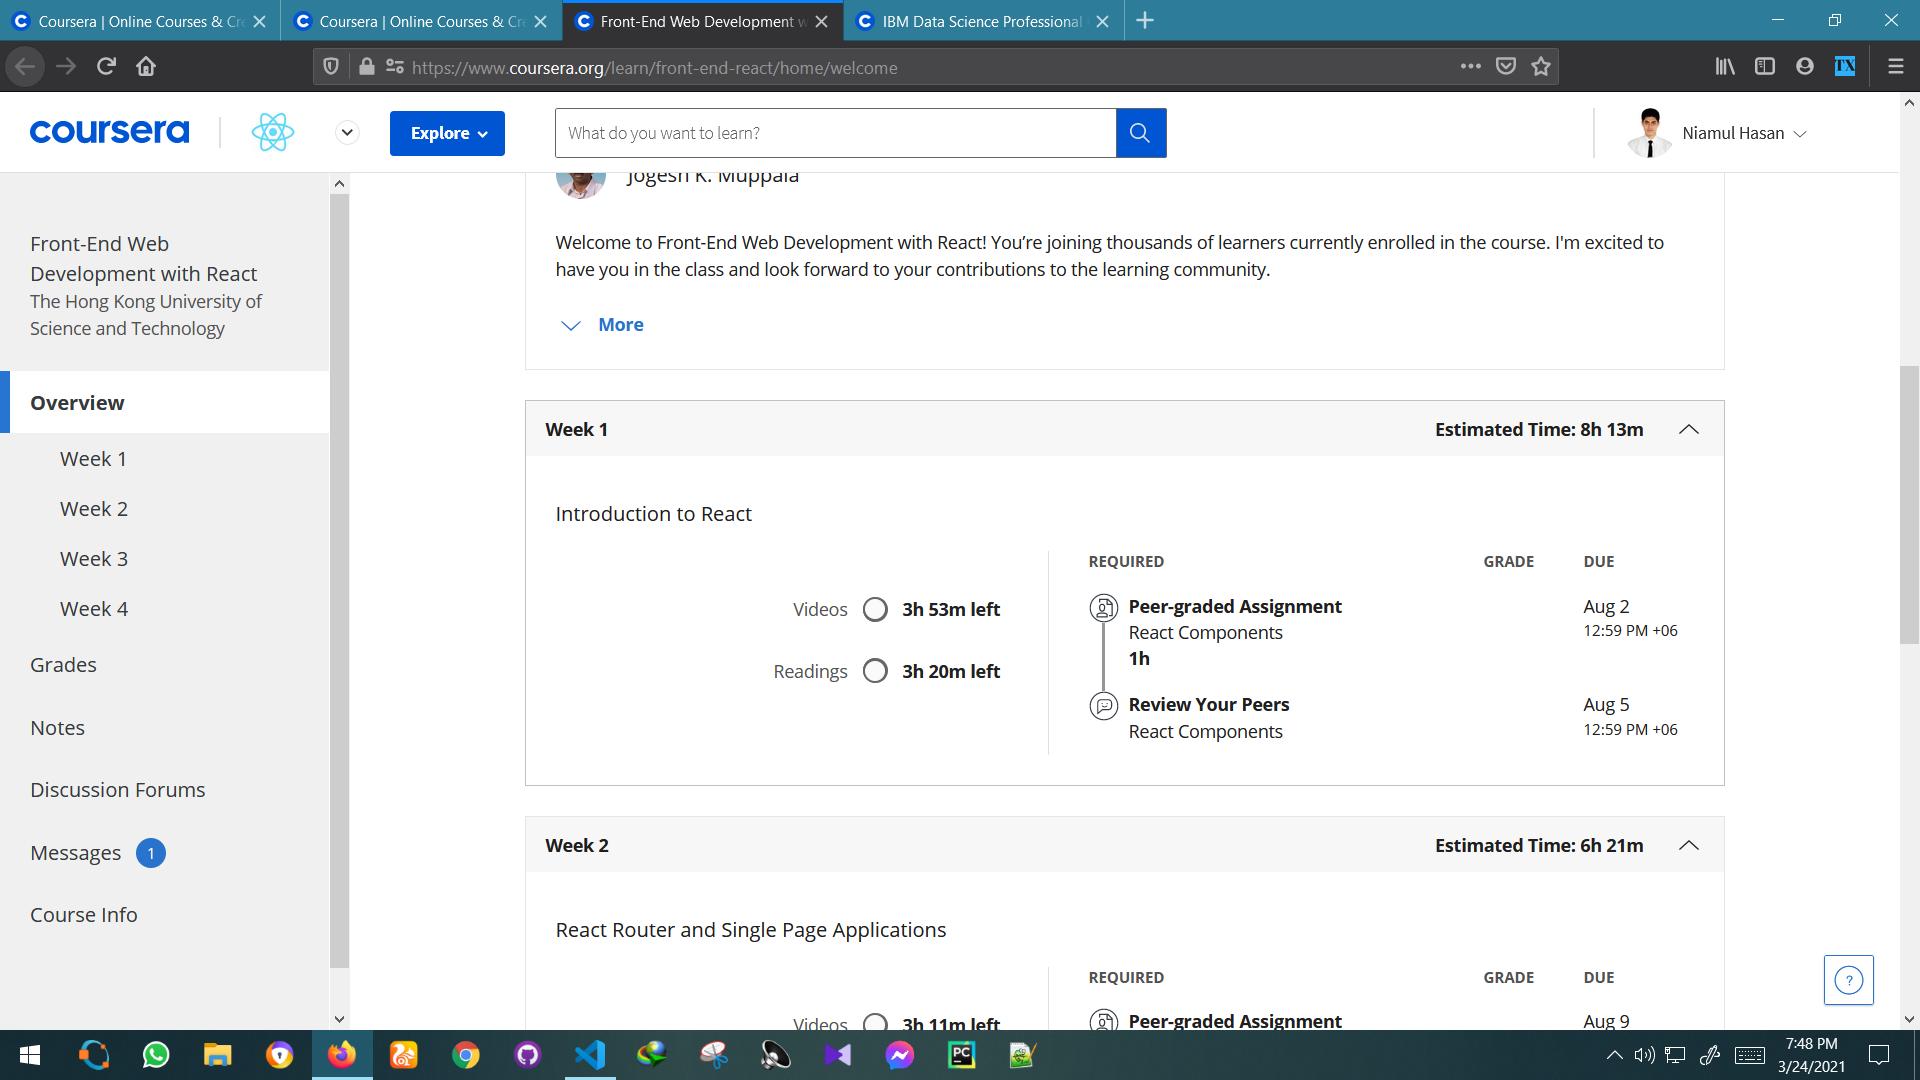 Coursera | Online Courses & Cre
Coursera | Online Courses & Cre
Front-End Web Development w
IBM Data Science Professional
https://www.coursera.org/learn/front-end-react/home/welcome
coursera
Explore
What do you want to learn?
Niamul Hasan
Jogesh K. Muppala
Welcome to Front-End Web Development with React! You’re joining thousands of learners currently enrolled in the course. I'm excited to
have you in the class and look forward to your contributions to the learning community.
More
Front-End Web
Development with React
The Hong Kong University of
Science and Technology
Overview
Week 1
Week 2
Week 3
Week 4
Grades
Notes
Discussion Forums
Messages 1
Course Info
Week 1 Estimated Time: 8h 13m
Introduction to React
REQUIRED GRADE DUE
Videos 3h 53m left
Readings 3h 20m left
Peer-graded Assignment Aug 2
React Components 12:59 PM +06
1h
Review Your Peers Aug 5
React Components 12:59 PM +06
Week 2 Estimated Time: 6h 21m
React Router and Single Page Applications
REQUIRED GRADE DUE
Videos 3h 11m left
Peer-graded Assignment Aug 9
?
TX
PC
7:48 PM
3/24/2021